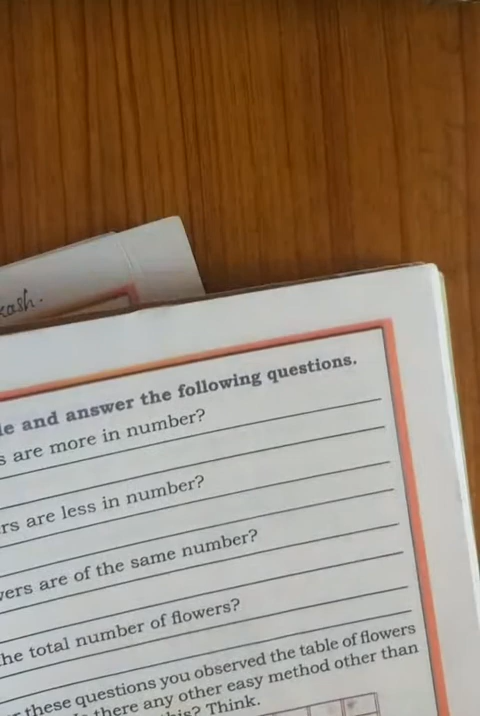 kash.
le and answer the following questions.
s are more in number?
rs are less in number?
vers are of the same number?
he total number of flowers?
r these questions you observed the table of flowers
there any other easy method other than
his? Think.